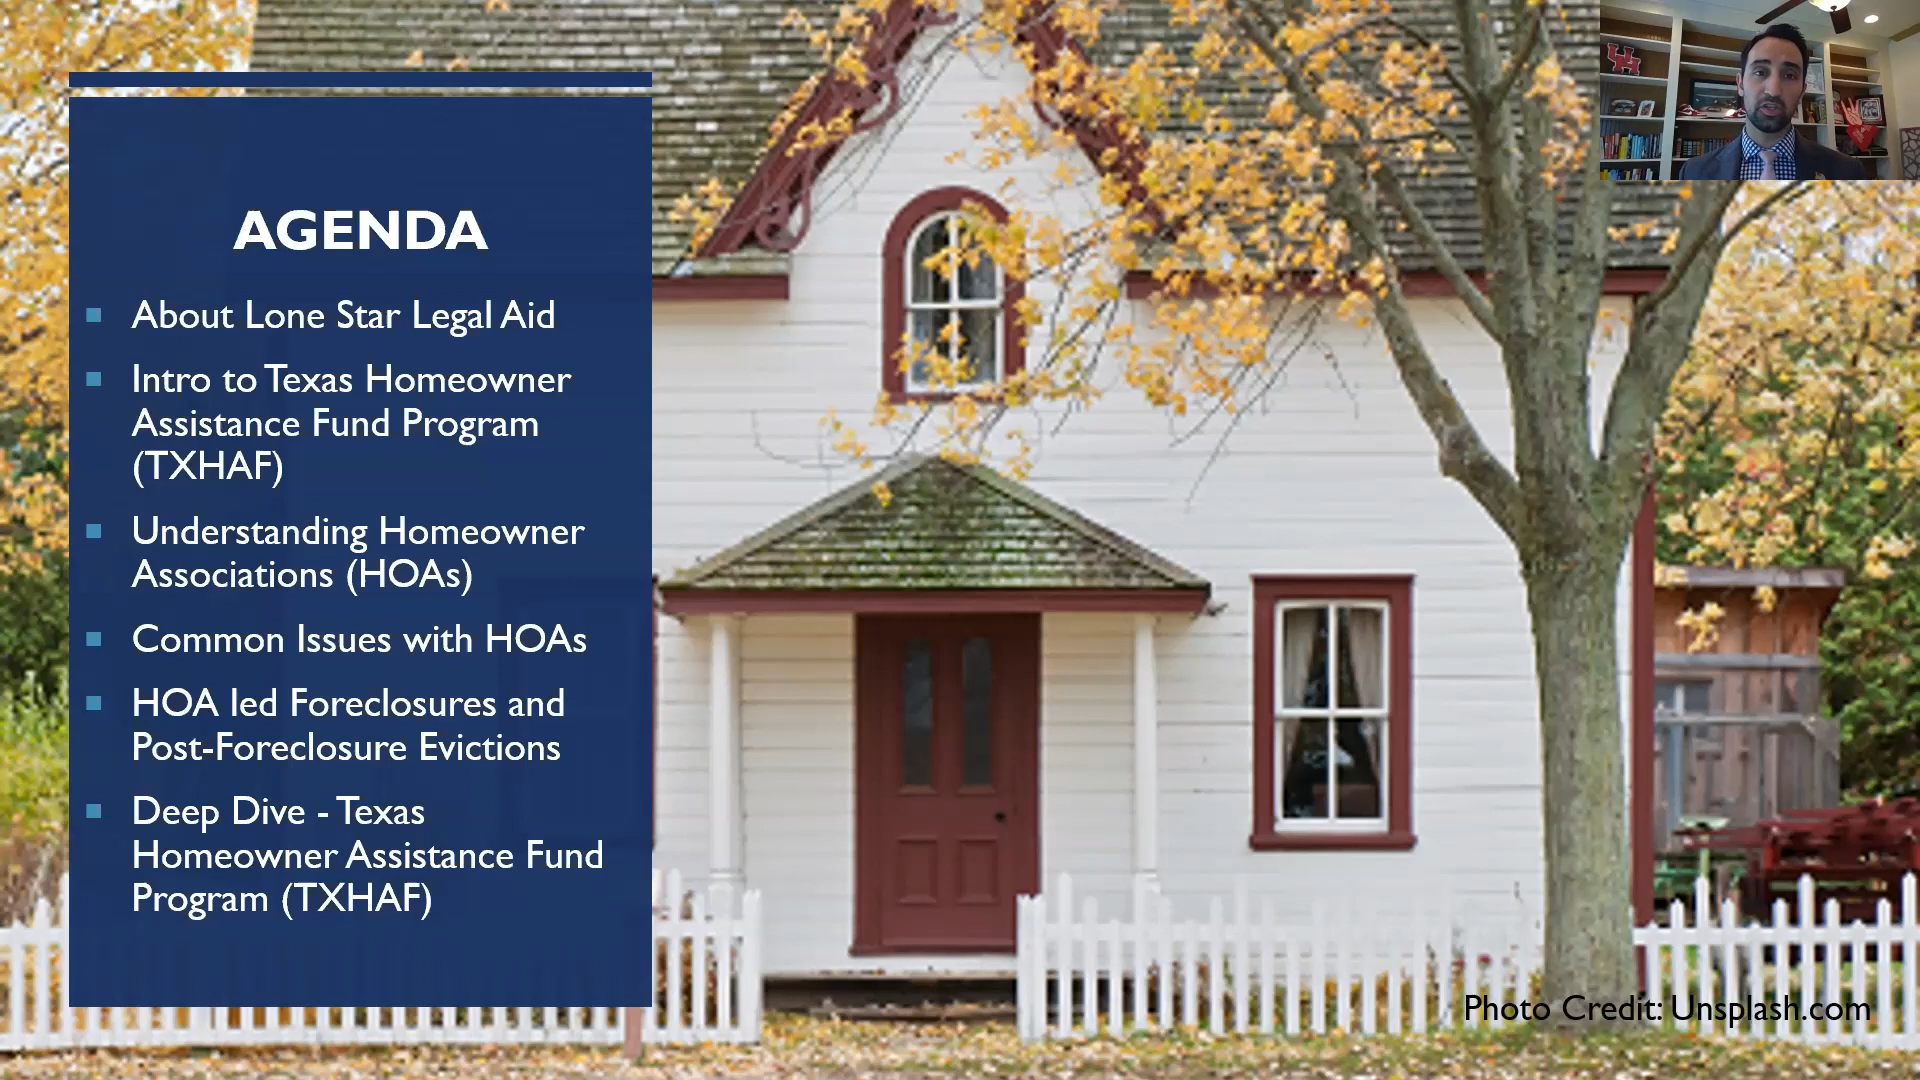 AGENDA
About Lone Star Legal Aid
Intro to Texas Homeowner
Assistance Fund Program
(TXHAF)
Understanding Homeowner
Associations (HOAs)
Common Issues with HOAs
HOA led Foreclosures and
Post-Foreclosure Evictions
Deep Dive - Texas
Homeowner Assistance Fund
Program (TXHAF)
Photo Credit: Unsplash.com